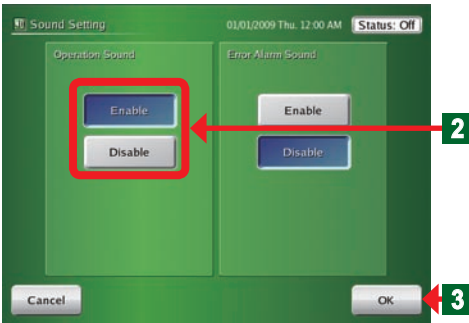 Sound Setting 01/01/2009 Thu. 12:00 AM Status: Off
Operation Sound Error Alarm Sound
Enable Enable
2
Disable Disable
Cancel OK 3